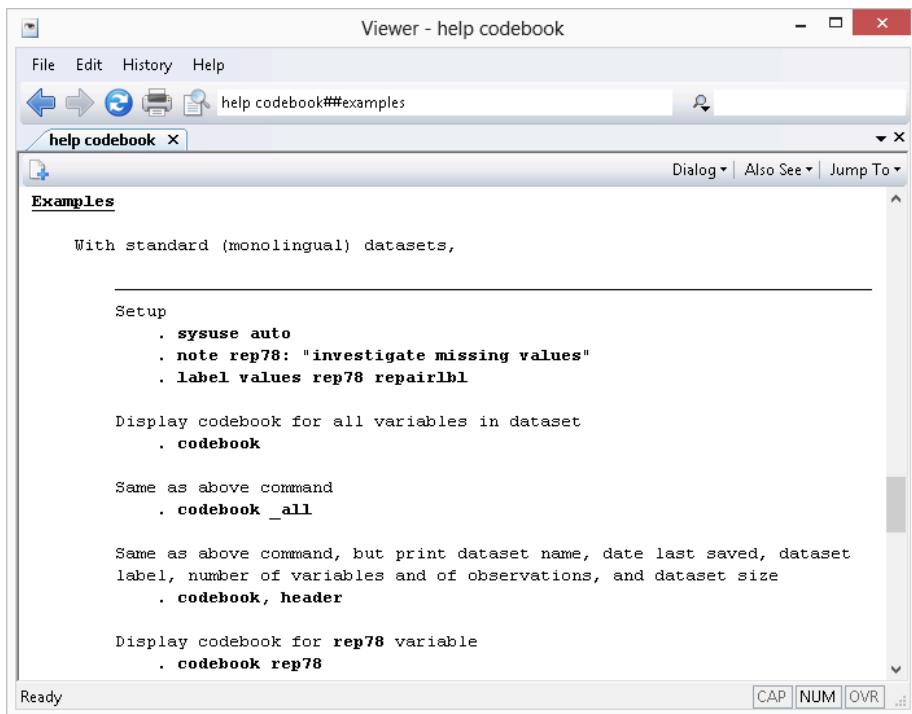 Viewer - help codebook
File Edit History Help
help codebook##examples
help codebook X
Dialog Also See Jump To
Examples
With standard (monolingual) datasets,
Setup
. sysuse auto
. note rep78: "investigate missing values"
. label values rep78 repairlbl
Display codebook for all variables in dataset
. codebook
Same as above command
. codebook _all
Same as above command, but print dataset name, date last saved, dataset
label, number of variables and of observations, and dataset size
. codebook, header
Display codebook for rep78 variable
. codebook rep78
Ready CAP NUM OVR